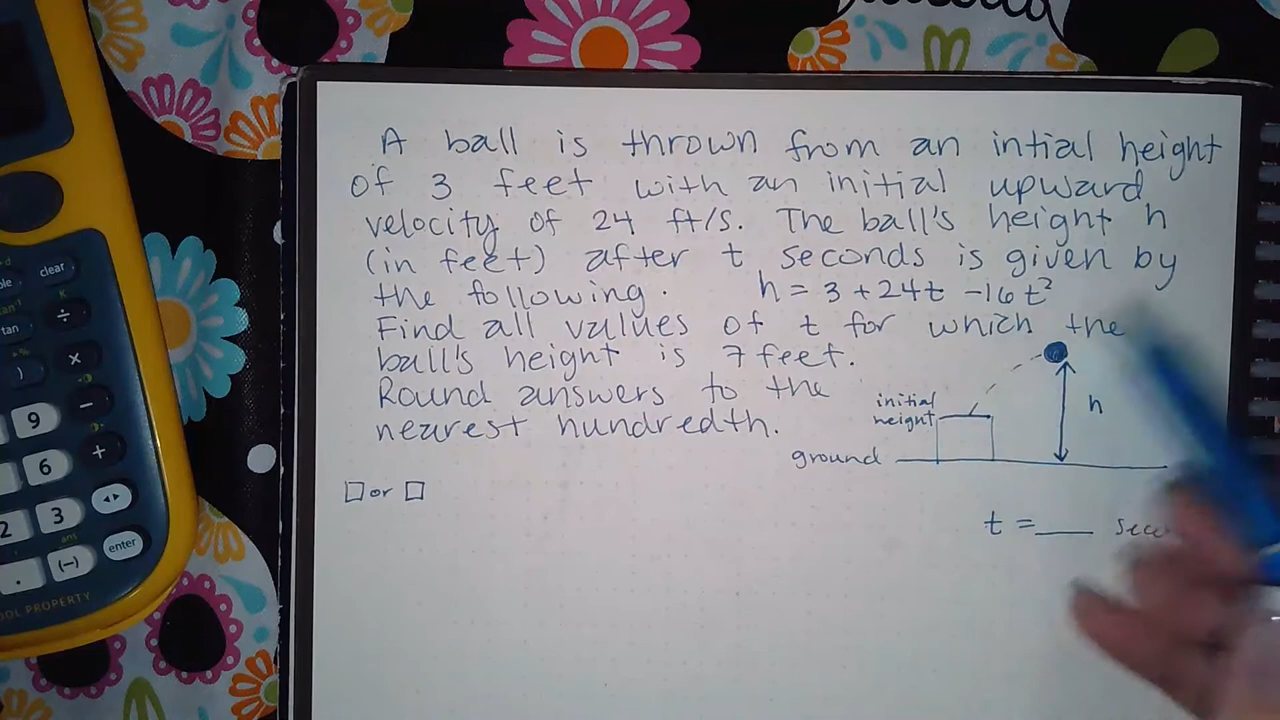 A ball is thrown from an intial height
of 3 feet with an initial upward
velocity of 24 ft/s. The ball's height h
(in feet) after t seconds is given by
the following. h = 3 + 24t - 16t²
Find all values of t for which the
ball's height is 7 feet.
Round answers to the
nearest hundredth.
initial
height
h
ground
□ or □
t = ___
clear
÷
tan
)
×
9
−
6
+
2
3
ans
.
(−)
enter
PROPERTY